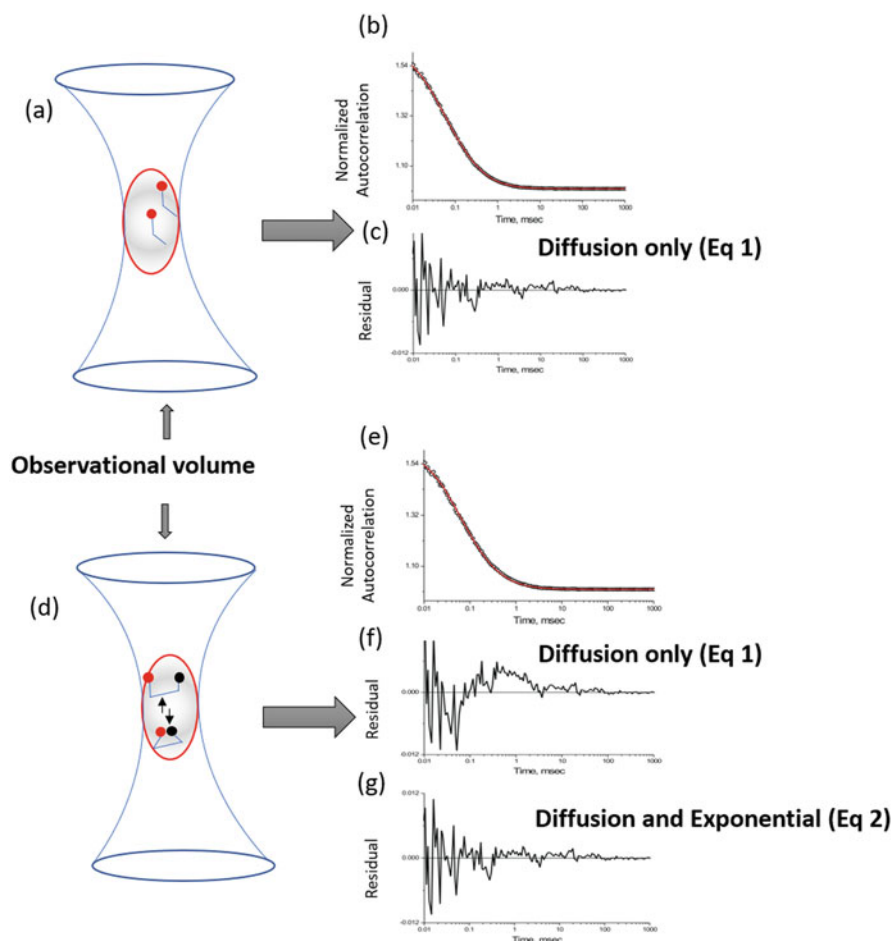 (a)
(b)
Normalized
Autocorrelation
1.54
1.32
1.10
0.01 0.1 1 10 100 1000
Time, msec
(c)
Diffusion only (Eq 1)
Residual
0.000
-0.012
0.01 0.1 1 10 100 1000
Time, msec
Observational volume
(d)
(e)
Normalized
Autocorrelation
1.54
1.32
1.10
0.01 0.1 1 10 100 1000
Time, msec
(f)
Diffusion only (Eq 1)
Residual
0.000
-0.012
0.01 0.1 1 10 100 1000
Time, msec
(g)
Diffusion and Exponential (Eq 2)
Residual
0.012
0.000
-0.012
0.01 0.1 1 10 100 1000
Time, msec